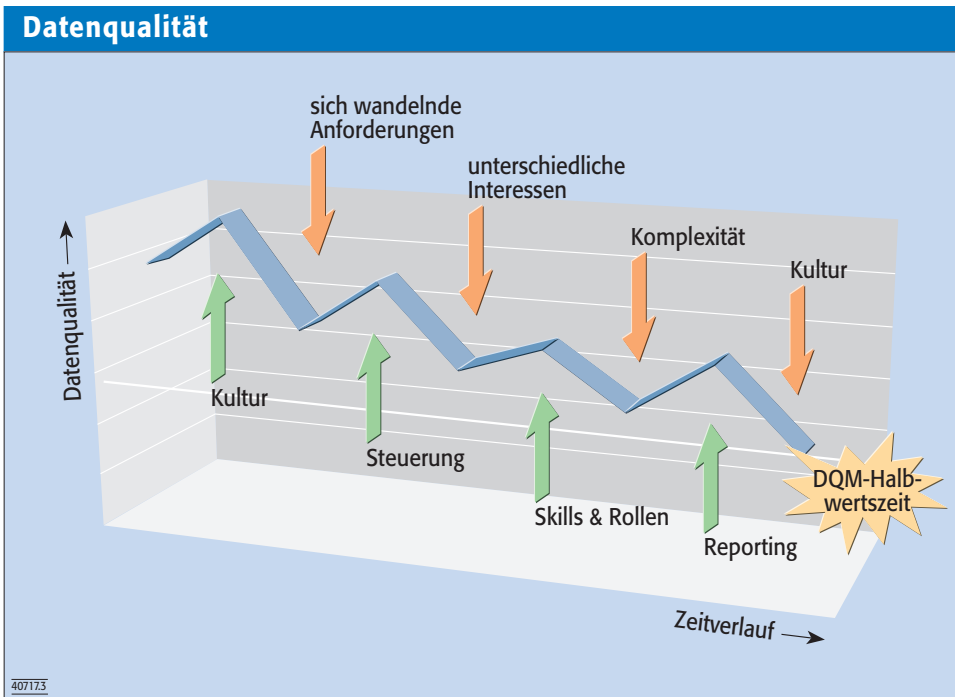 Datenqualität
sich wandelnde
Anforderungen
unterschiedliche
Interessen
Komplexität
Kultur
Datenqualität
Kultur
Steuerung
Skills & Rollen
Reporting
DQM-Halb-
wertszeit
Zeitverlauf
40717.3